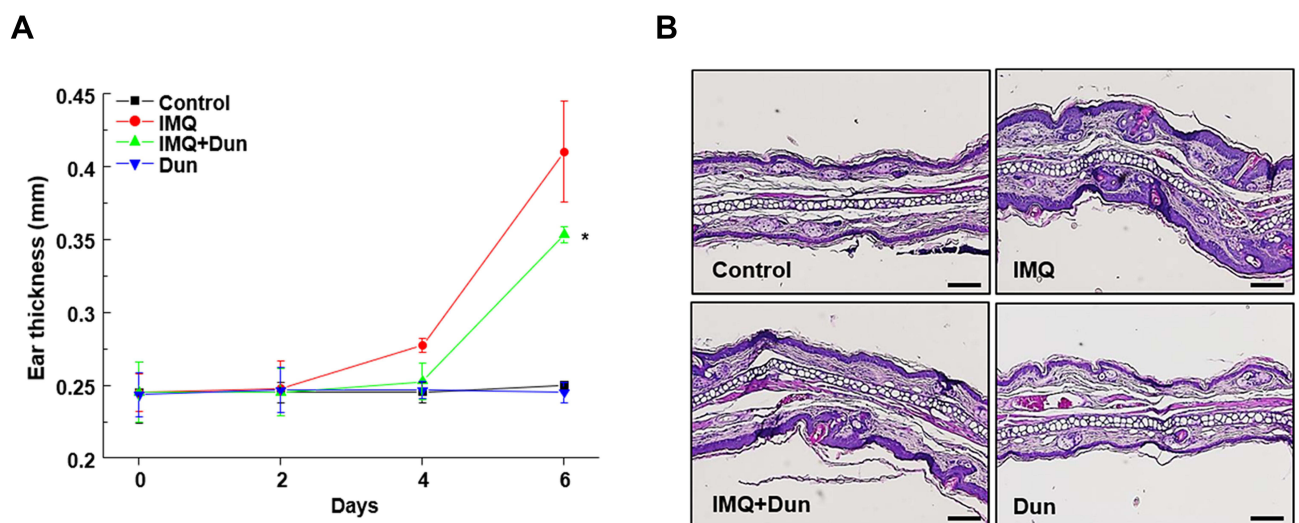 A
B
Ear thickness (mm)
0.45
0.4
0.35
0.3
0.25
0.2
Control
IMQ
IMQ+Dun
Dun
*
0
2
4
6
Days
Control
IMQ
IMQ+Dun
Dun